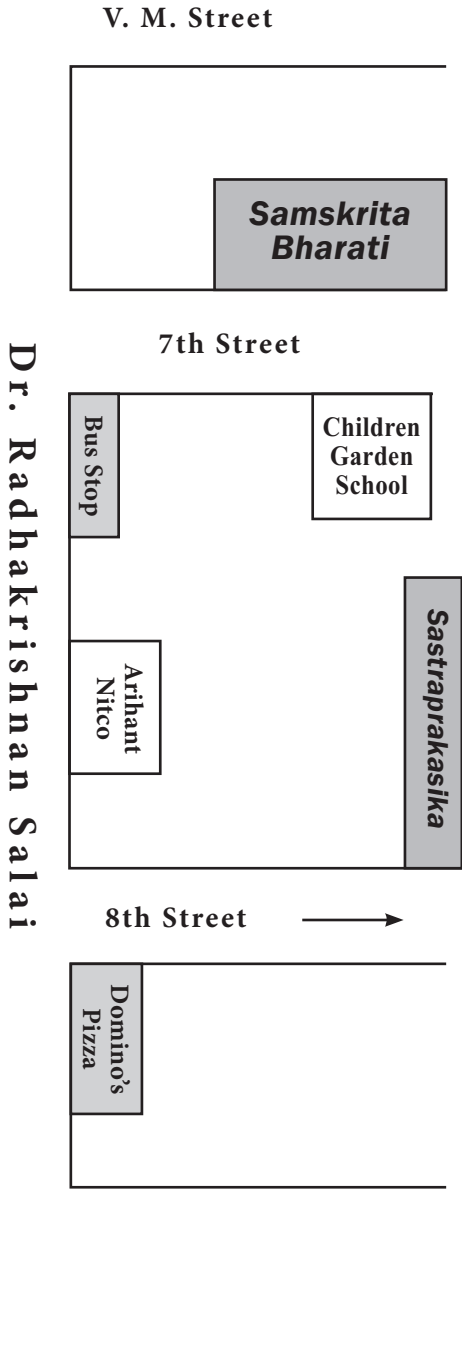 V. M. Street
Samskrita
Bharati
7th Street
Dr. Radhakrishnan Salai
Bus Stop
Children
Garden
School
Arihant
Nitco
Sastraprakasika
8th Street
Domino’s
Pizza